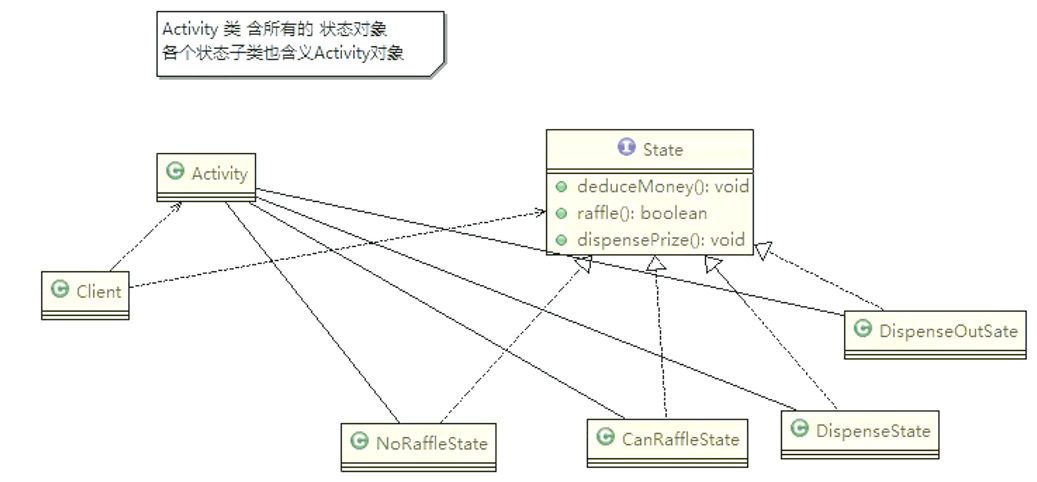 Activity 类 含所有的 状态对象
各个状态子类也含义Activity对象
I State
C Activity
deduceMoney(): void
raffle(): boolean
dispensePrize(): void
C Client
C DispenseOutSate
C NoRaffleState
C CanRaffleState
C DispenseState